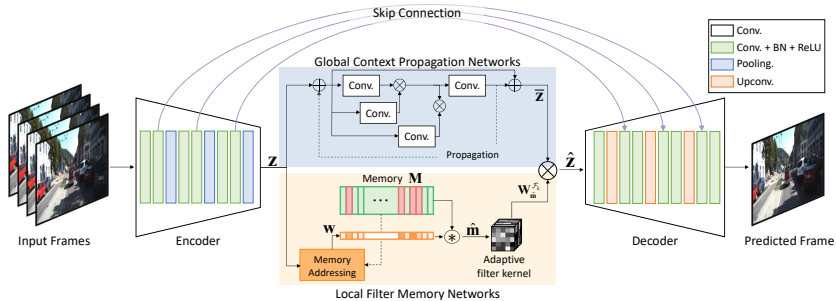 Skip Connection
Conv.
Conv. + BN + ReLU
Pooling.
Upconv.
Global Context Propagation Networks
Conv.
Conv.
Conv.
Conv.
Propagation
z̄
z
ẑ
Memory M
w
m̂
Memory
Addressing
Adaptive
filter kernel
Input Frames
Encoder
Decoder
Predicted Frame
Local Filter Memory Networks